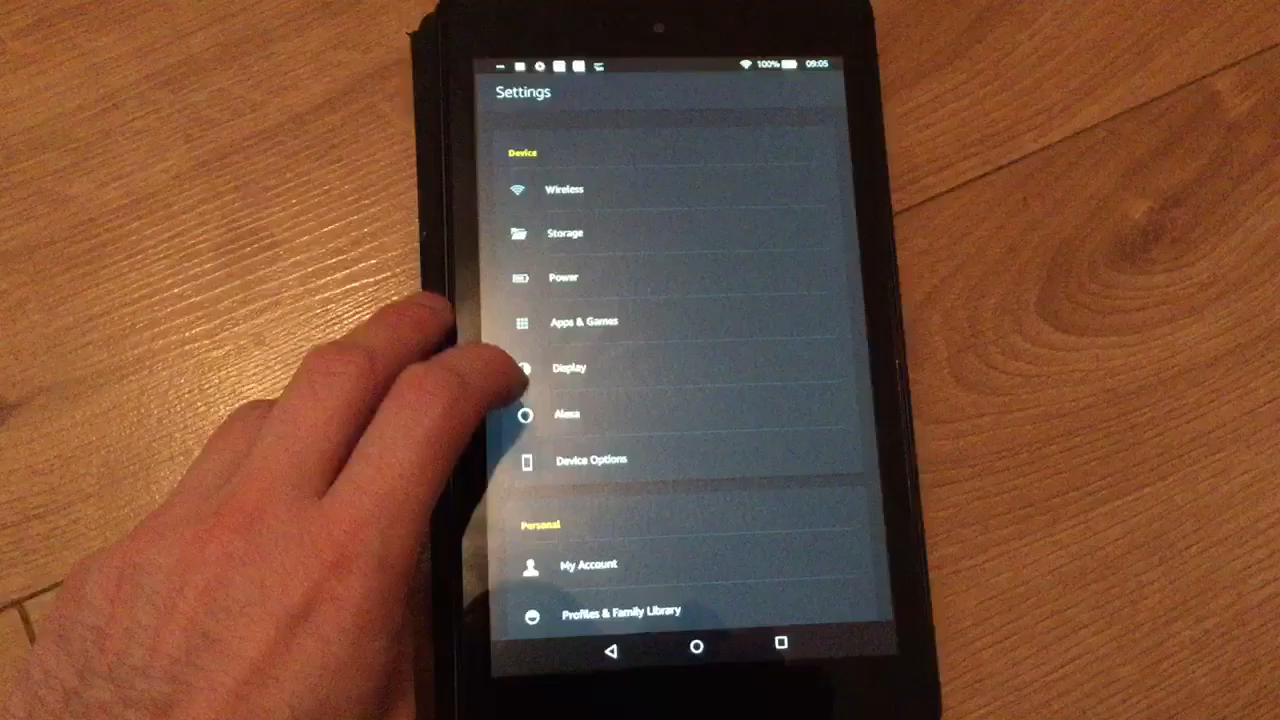 100% 09:05
Settings
Device
Wireless
Storage
Power
Apps & Games
Display
Alexa
Device Options
Personal
My Account
Profiles & Family Library